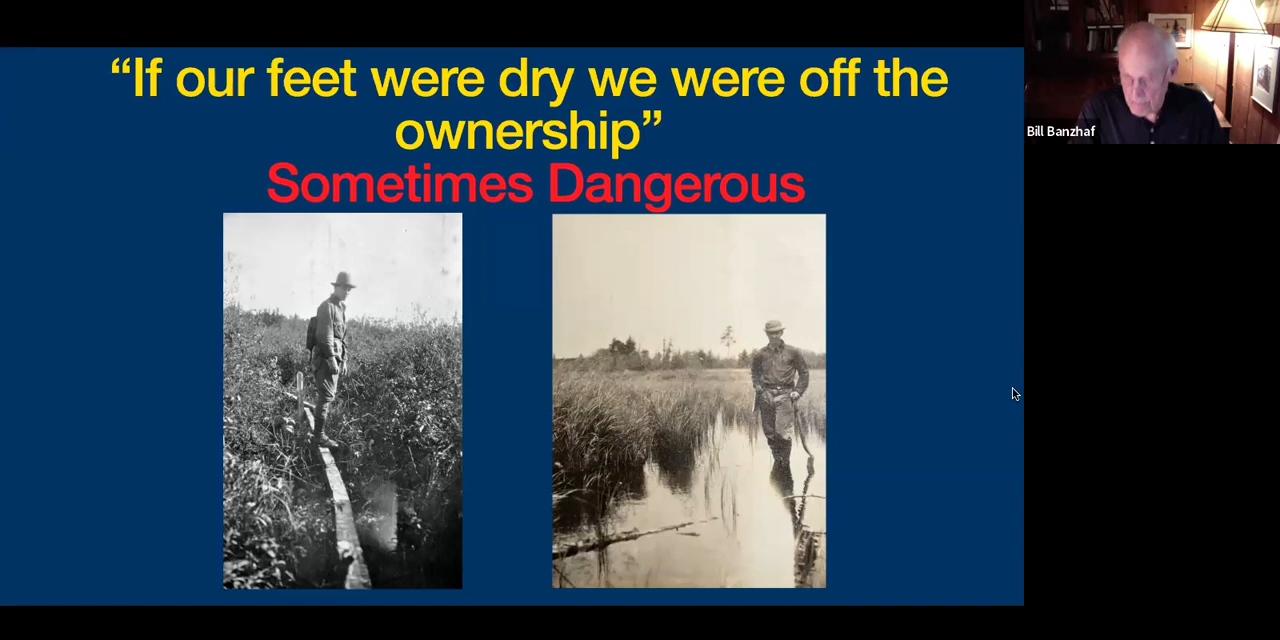 “If our feet were dry we were off the
ownership”
Sometimes Dangerous
Bill Banzhaf